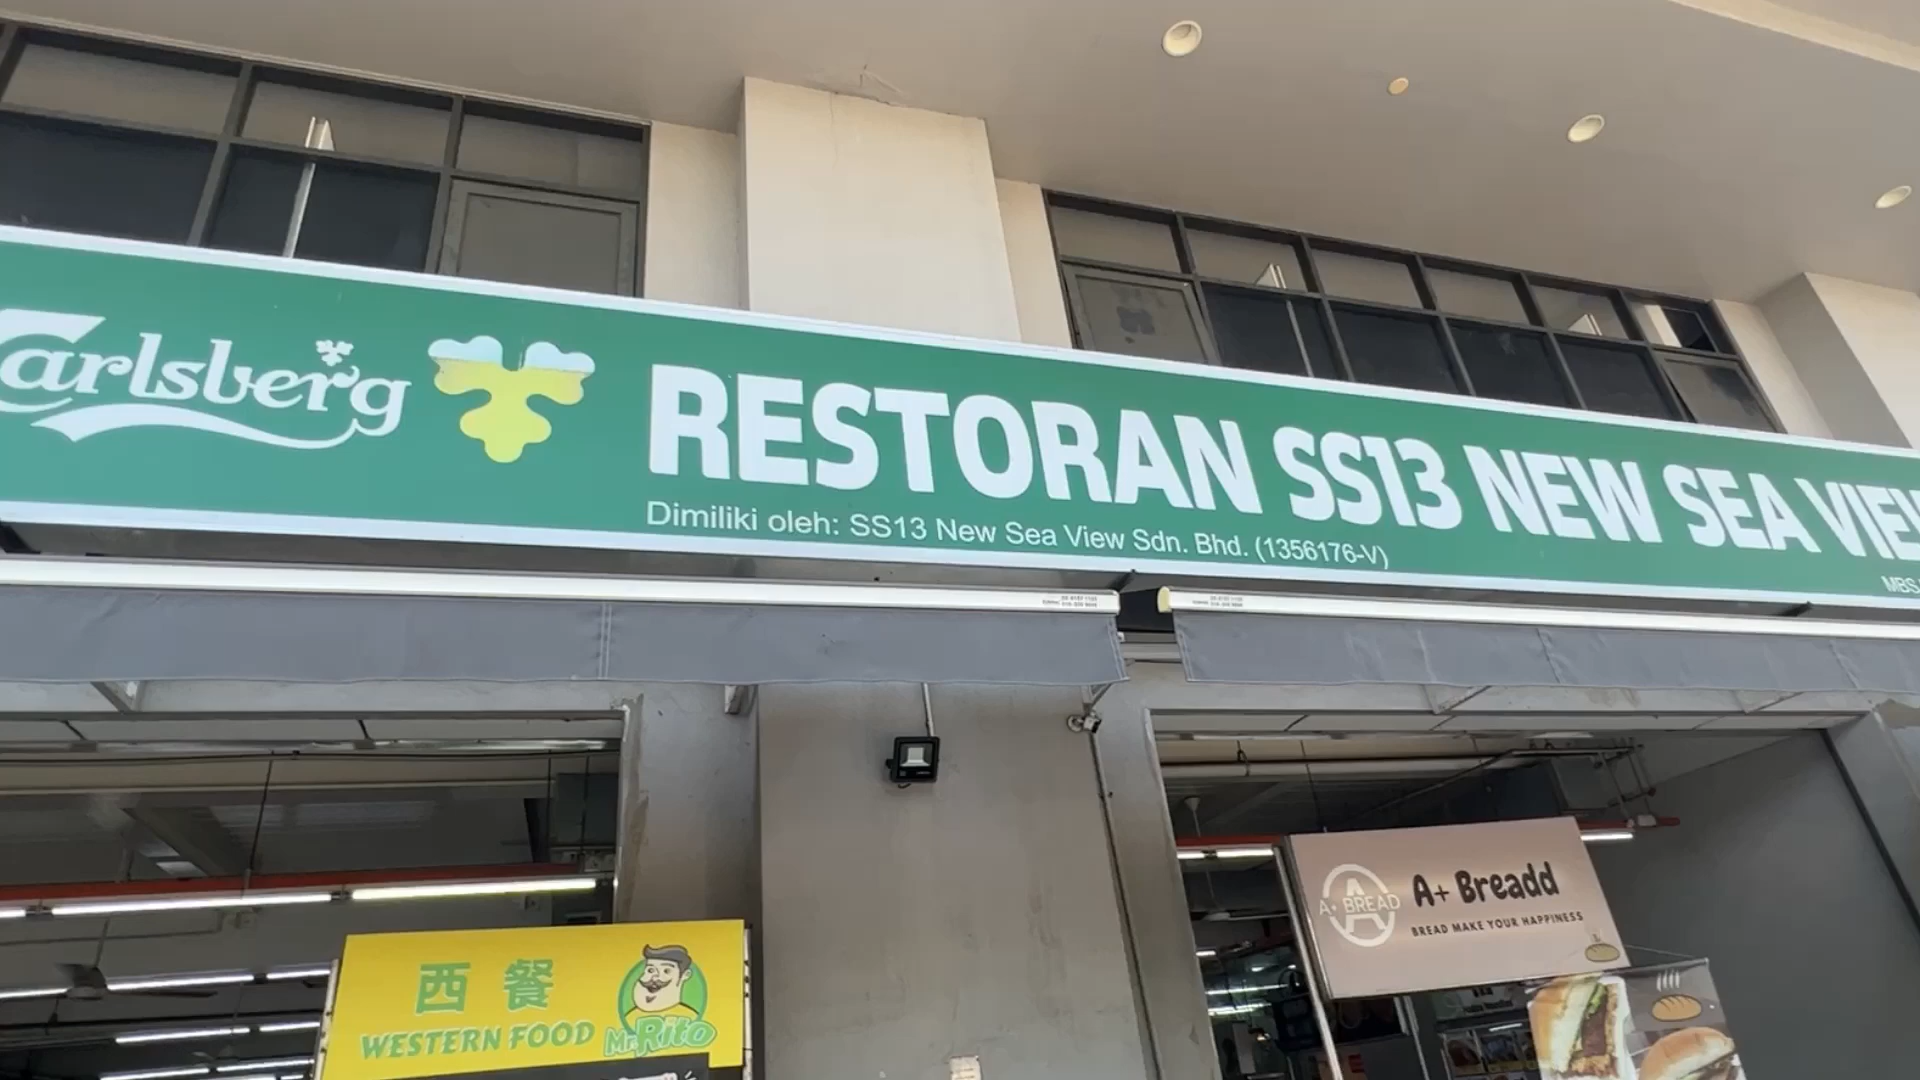 Carlsberg
RESTORAN SS13 NEW SEA VIEW
Dimiliki oleh: SS13 New Sea View Sdn. Bhd. (1356176-V)
A+ BREAD
A+ Breadd
BREAD MAKE YOUR HAPPINESS
西餐
WESTERN FOOD
Mr.Rito